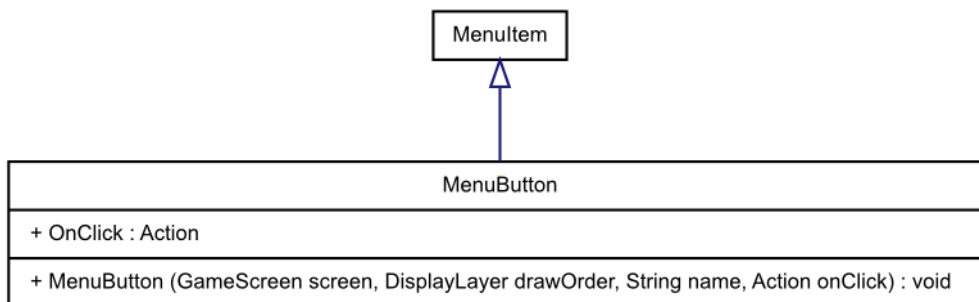 MenuItem
MenuButton
+ OnClick : Action
+ MenuButton (GameScreen screen, DisplayLayer drawOrder, String name, Action onClick) : void